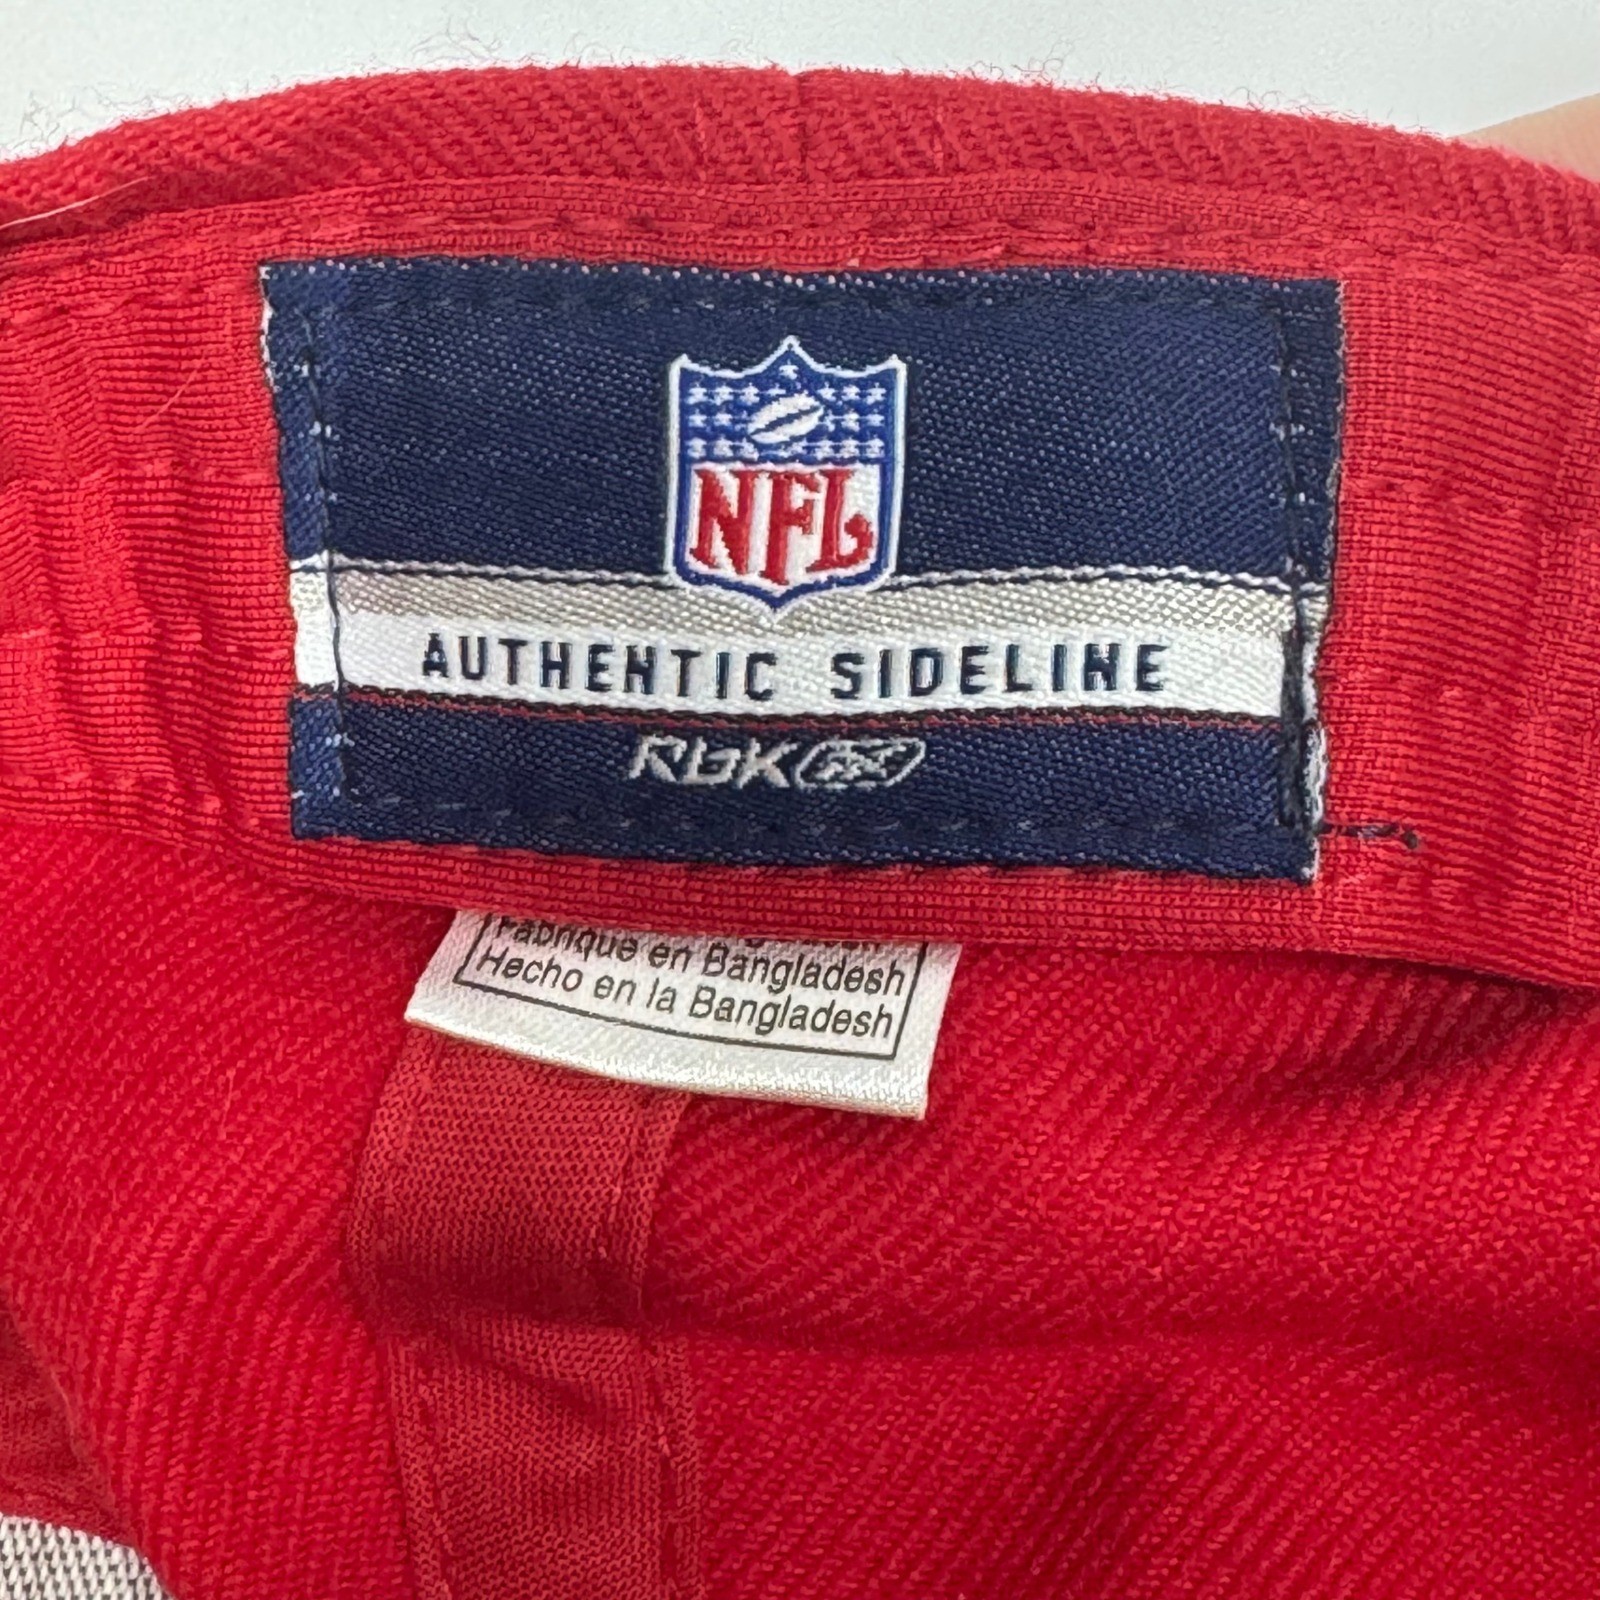 NFL
AUTHENTIC SIDELINE
RbK
Fabriqué en Bangladesh
Hecho en la Bangladesh